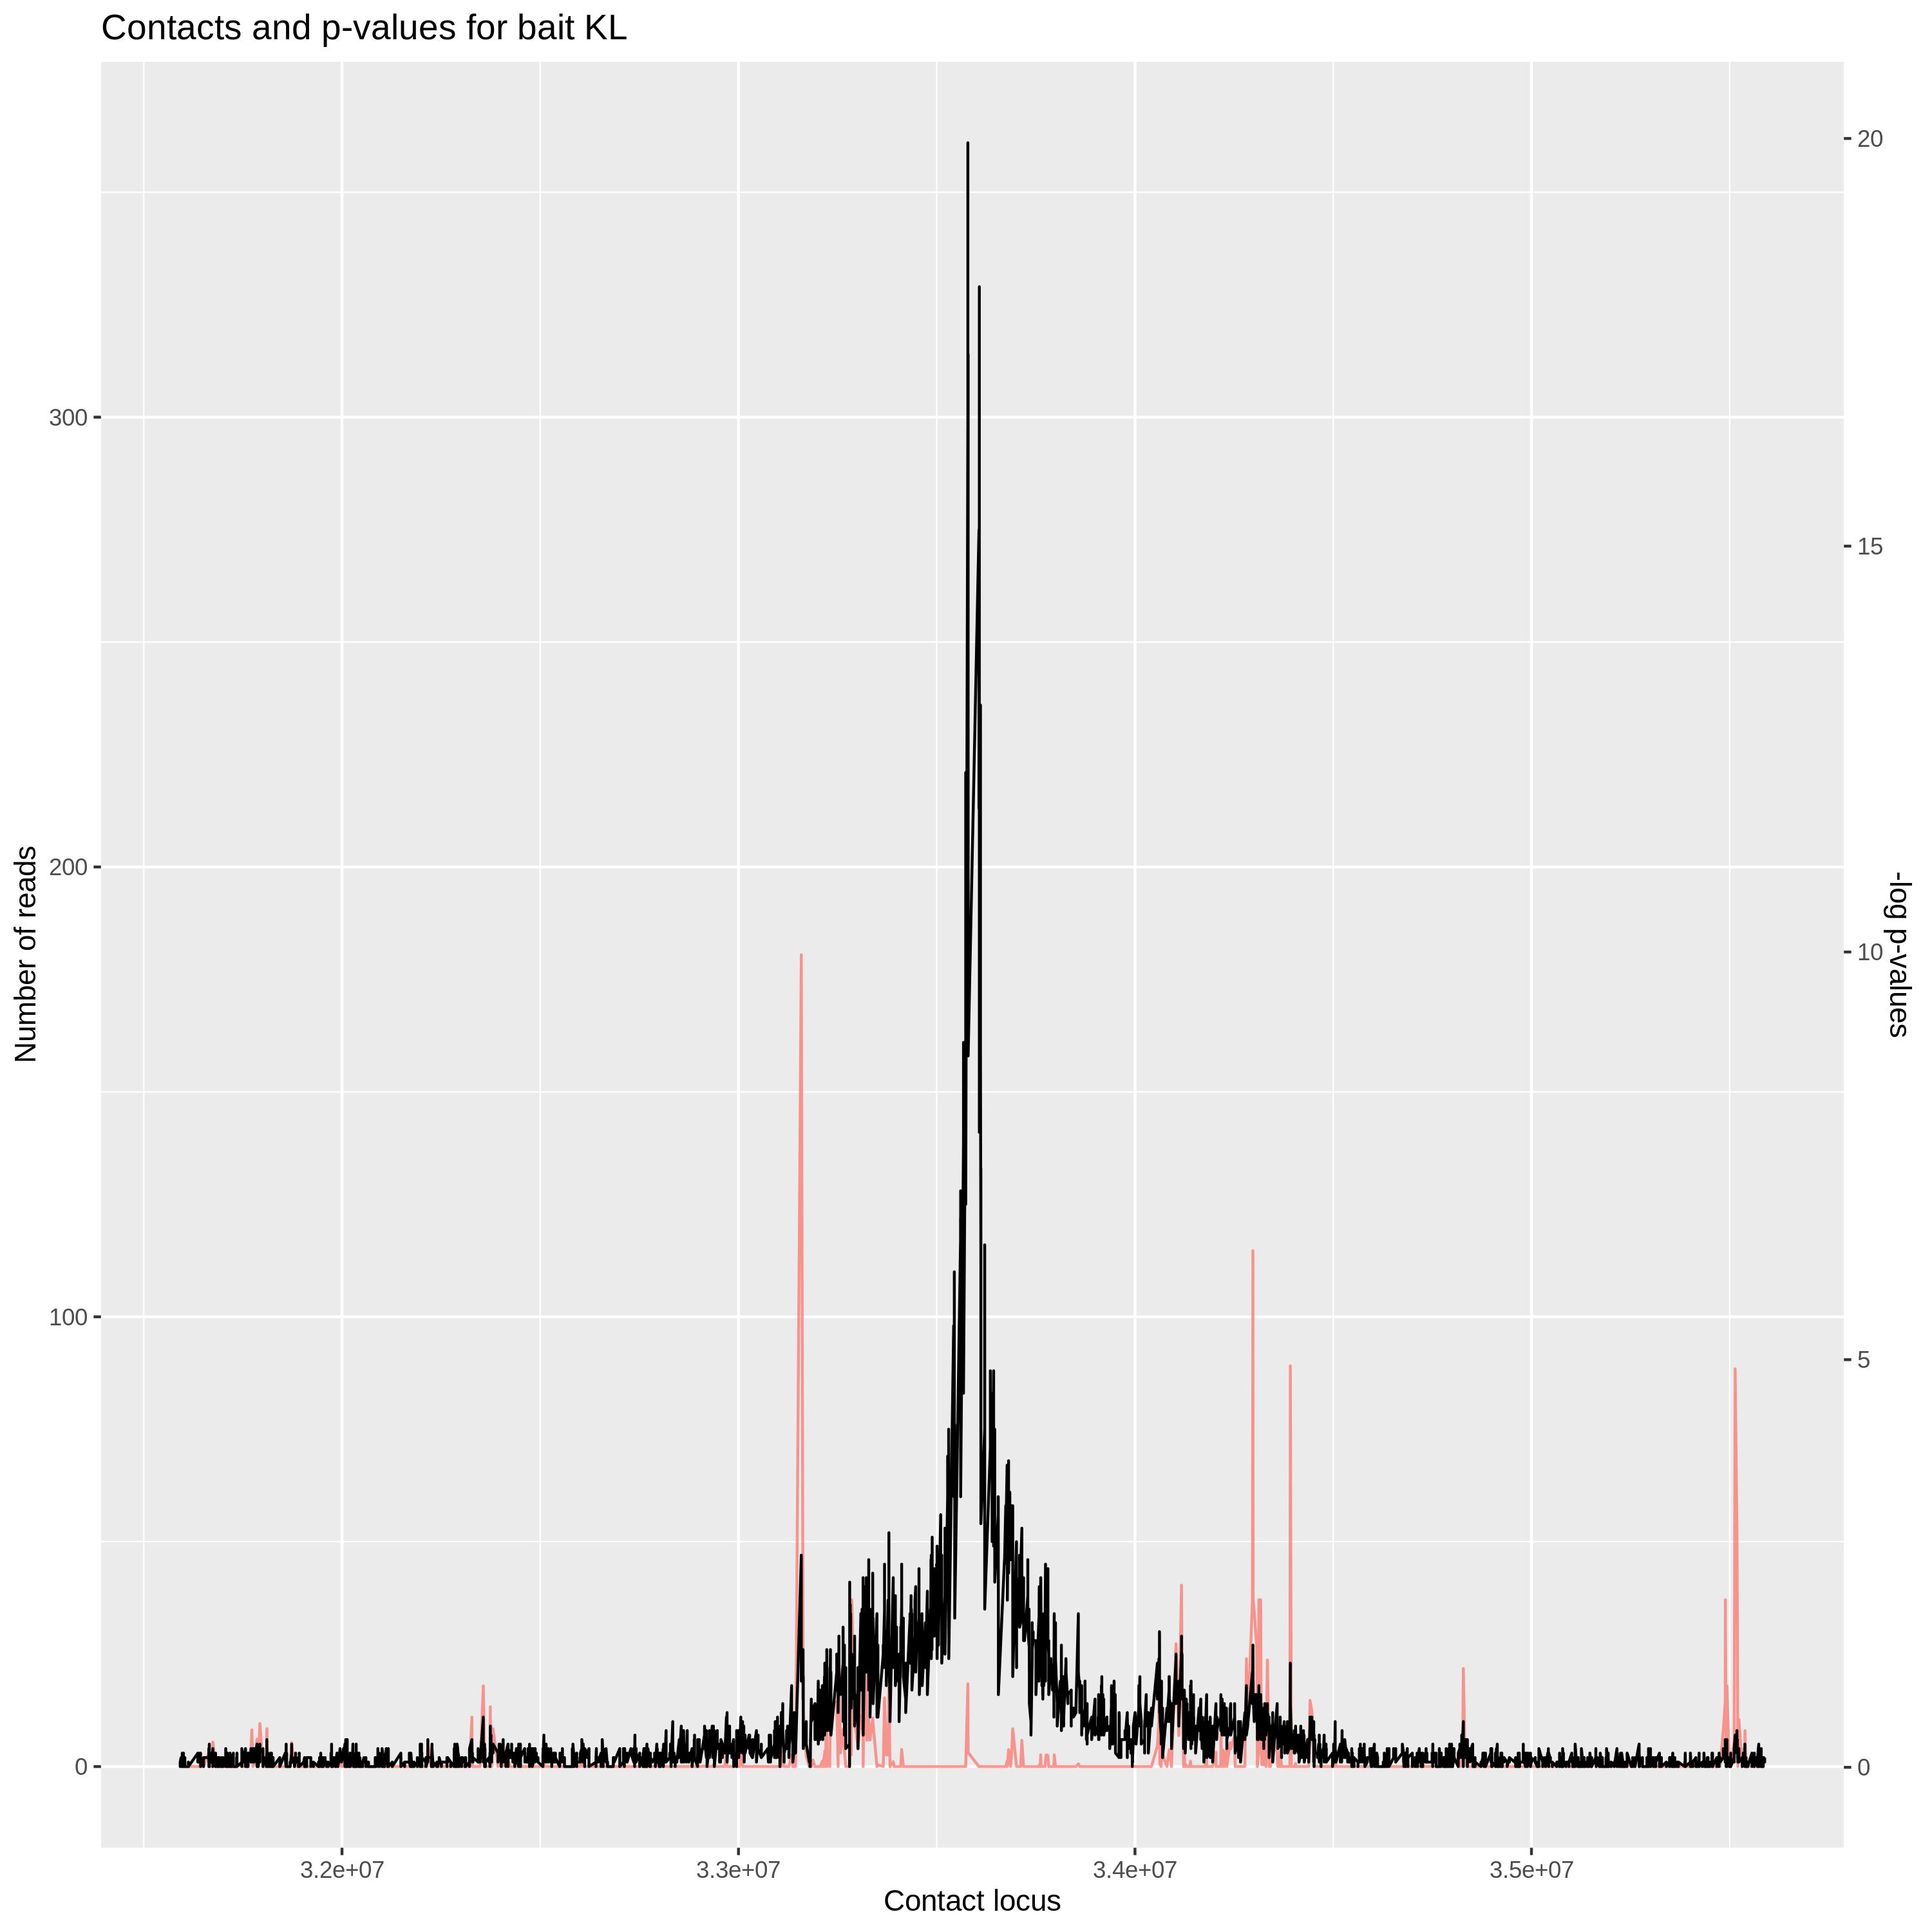 Contacts and p-values for bait KL
Number of reads
300
200
100
0
20
15
10
5
0
-log p-values
3.2e+07 3.3e+07 3.4e+07 3.5e+07
Contact locus